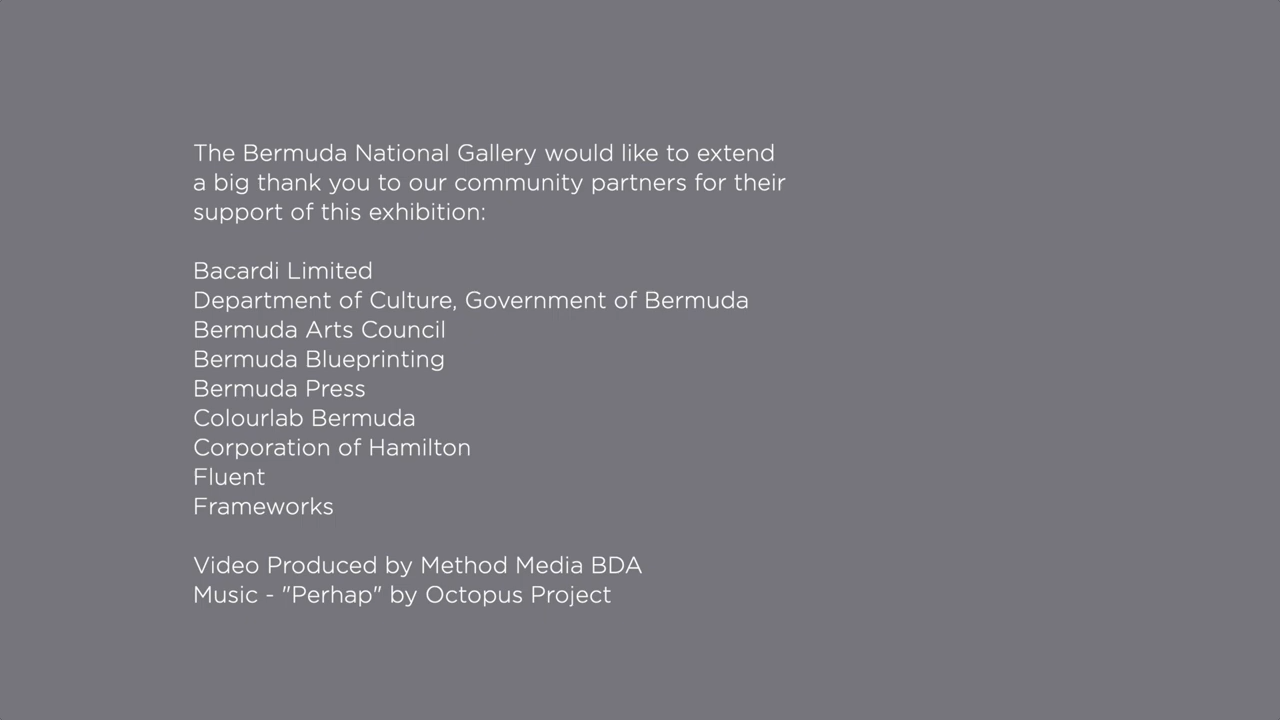 The Bermuda National Gallery would like to extend
a big thank you to our community partners for their
support of this exhibition:
Bacardi Limited
Department of Culture, Government of Bermuda
Bermuda Arts Council
Bermuda Blueprinting
Bermuda Press
Colourlab Bermuda
Corporation of Hamilton
Fluent
Frameworks
Video Produced by Method Media BDA
Music - "Perhap" by Octopus Project